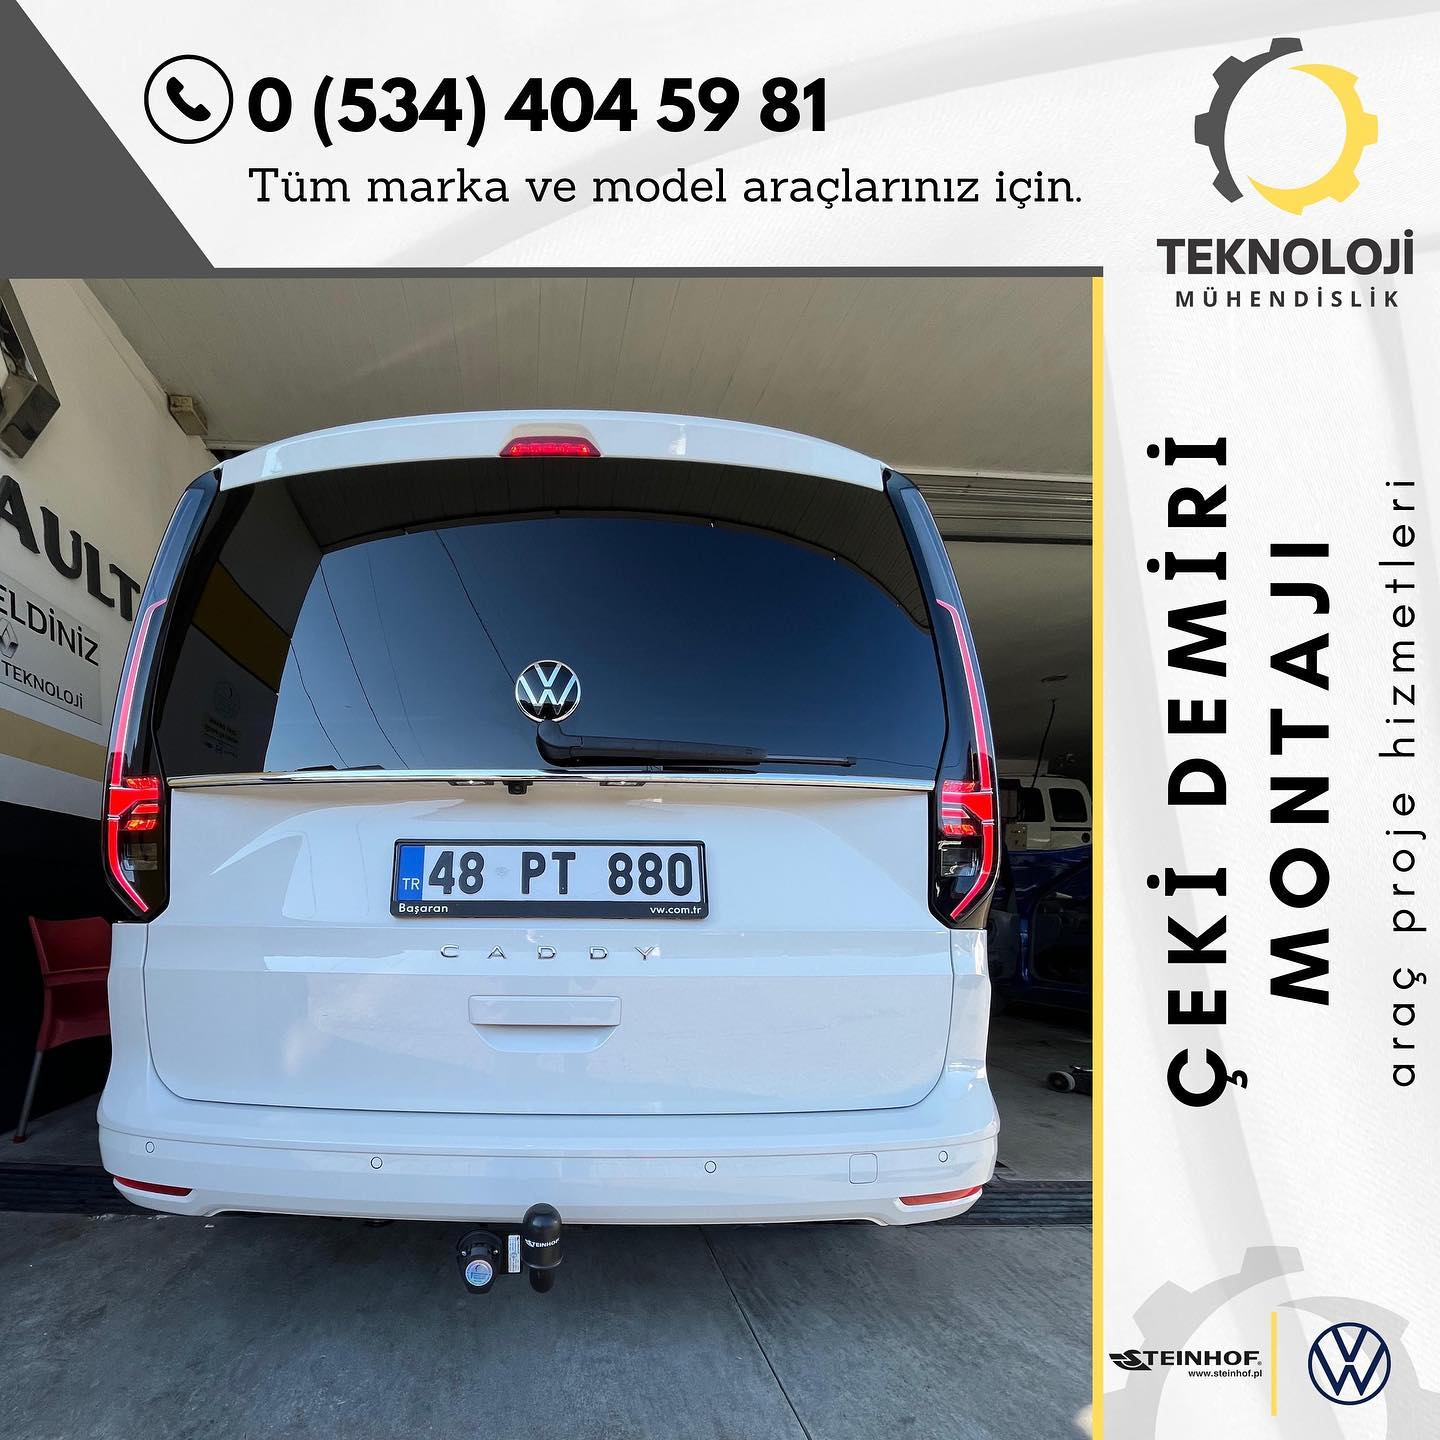 0 (534) 404 59 81
Tüm marka ve model araçlarınız için.
TEKNOLOJİ
MÜHENDİSLİK
ÇEKİ DEMİRİ
MONTAJI
araç proje hizmetleri
AULT
ELDİNİZ
TEKNOLOJİ
TR 48 PT 880
Başaran vw.com.tr
CADDY
STEINHOF
STEINHOF
www.steinhof.pl